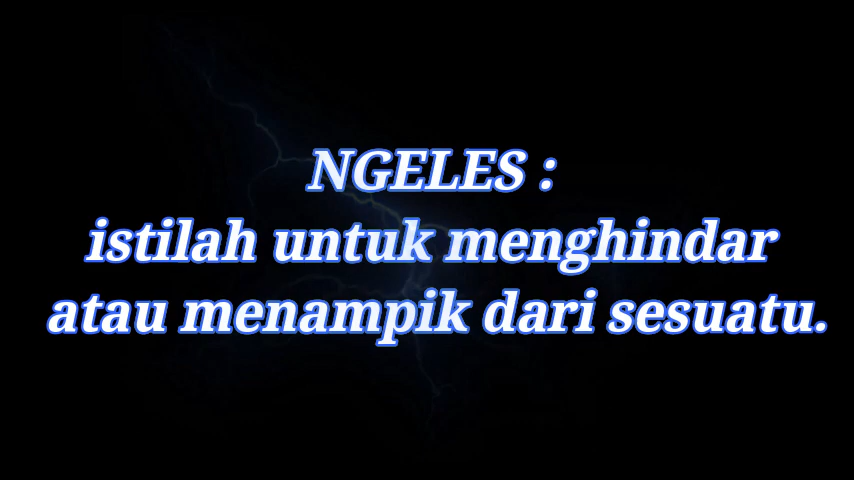 NGELES :
istilah untuk menghindar
atau menampik dari sesuatu.